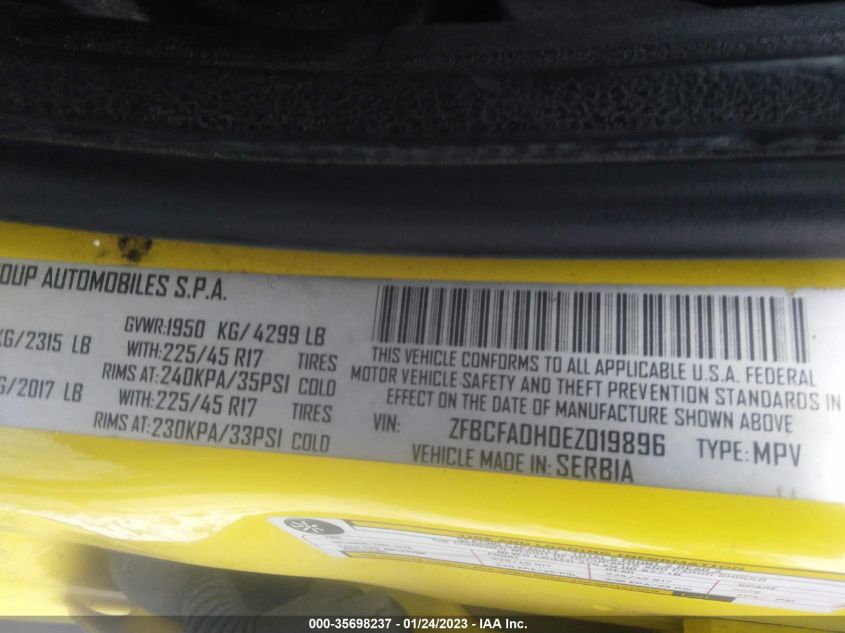 OUP AUTOMOBILES S.P.A.
GVWR:1950 KG/4299 LB
KG/2315 LB WITH:225/45 R17 TIRES
RIMS AT:240KPA/35PSI COLD
G/2017 LB WITH:225/45 R17 TIRES
RIMS AT:230KPA/33PSI COLD
THIS VEHICLE CONFORMS TO ALL APPLICABLE U.S.A. FEDERAL
MOTOR VEHICLE SAFETY AND THEFT PREVENTION STANDARDS IN
EFFECT ON THE DATE OF MANUFACTURE SHOWN ABOVE
VIN: ZFBCFADH0EZ019896 TYPE:MPV
VEHICLE MADE IN: SERBIA
000-35698237 - 01/24/2023 - IAA Inc.